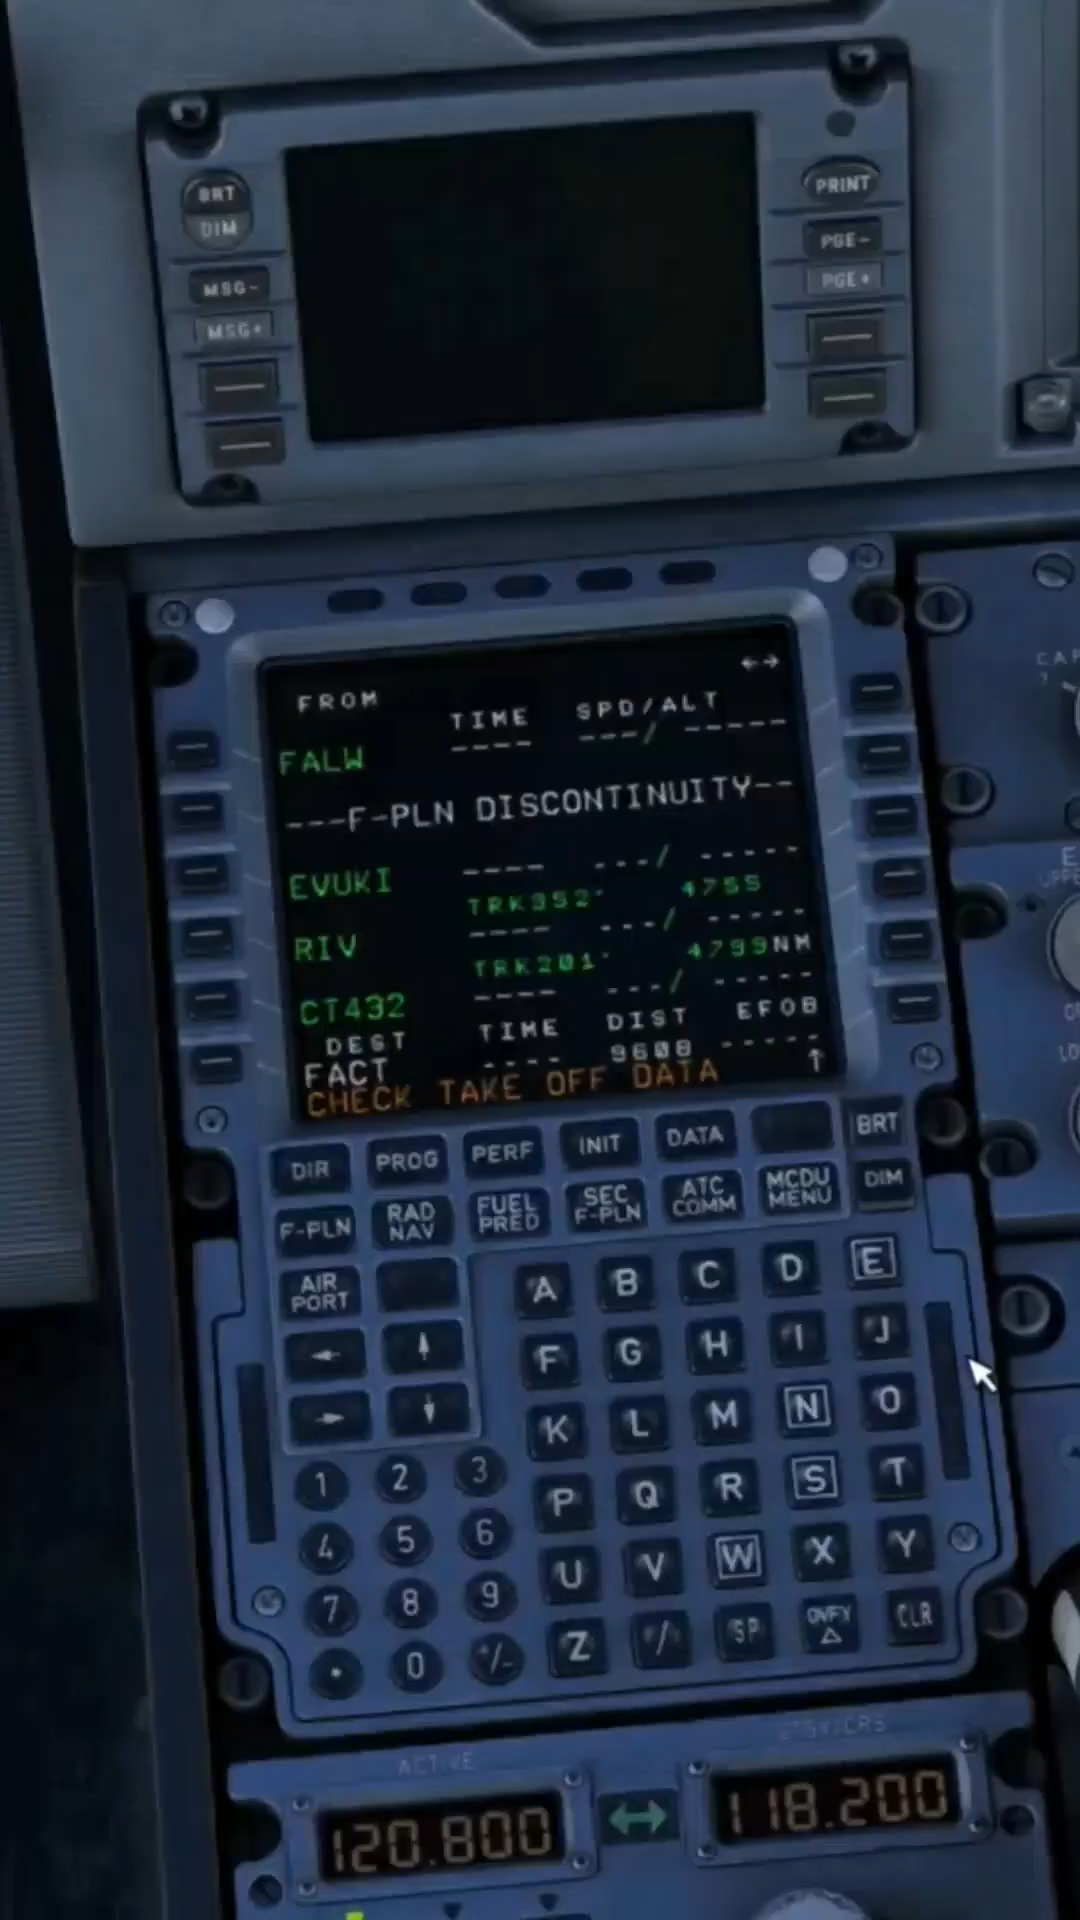 BRT
DIM
MSG-
MSG+
PRINT
PGE-
PGE+
←→
FROM
TIME SPD/ALT
FALW ---- ---/ -----
---F-PLN DISCONTINUITY--
EVUKI ---- ---/ -----
TRK352° 4755
RIV ---- ---/ -----
TRK201° 4799NM
CT432 ---- ---/ -----
DEST TIME DIST EFOB
FACT ---- 9608 -----
CHECK TAKE OFF DATA ↑
DIR PROG PERF INIT DATA BRT
F-PLN RAD NAV FUEL PRED SEC F-PLN ATC COMM MCDU MENU DIM
AIR PORT
← ↑
→ ↓
A B C D E
F G H I J
K L M N O
P Q R S T
U V W X Y
Z / SP OVFY △ CLR
1 2 3
4 5 6
7 8 9
. 0 +/-
ACTIVE STBY/CRS
120.800 118.200